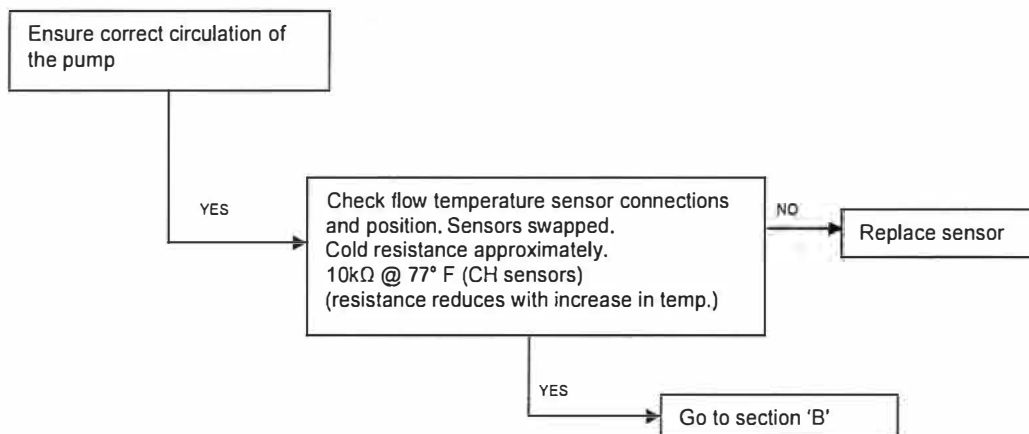 Ensure correct circulation of
the pump
YES
Check flow temperature sensor connections
and position. Sensors swapped.
Cold resistance approximately.
10kΩ @ 77° F (CH sensors)
(resistance reduces with increase in temp.)
NO
Replace sensor
YES
Go to section 'B'